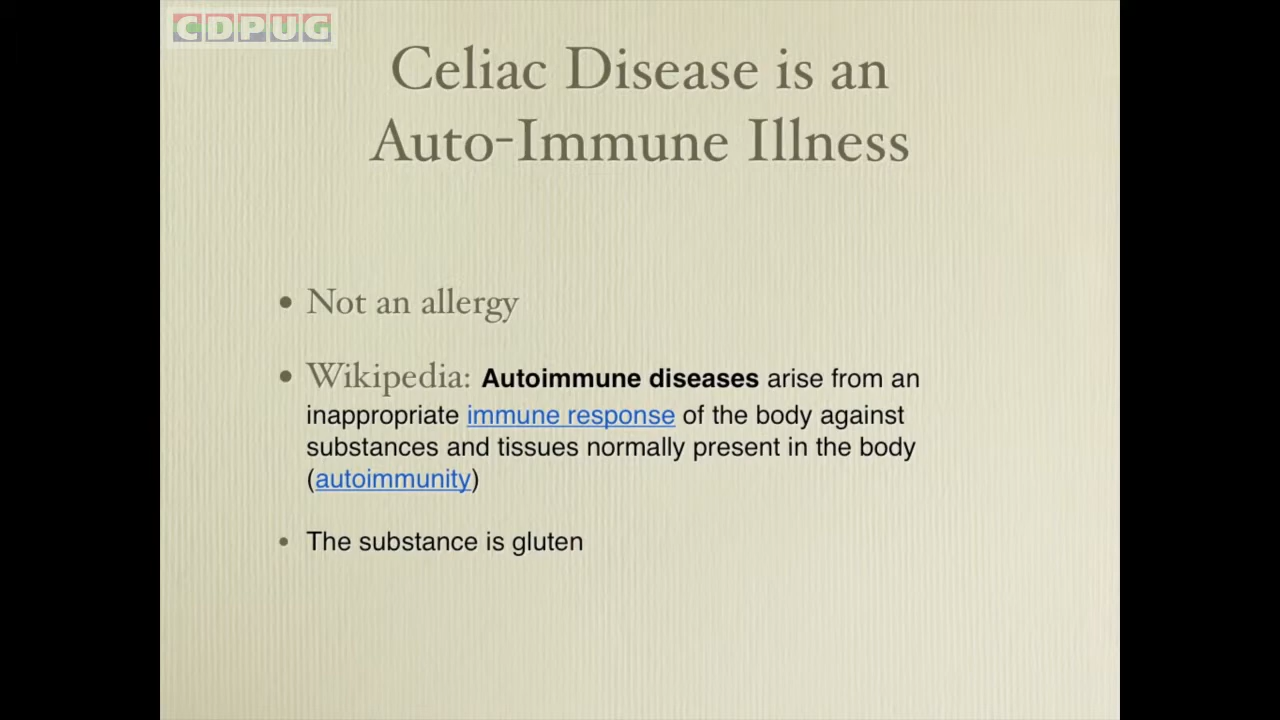 CDPUG
Celiac Disease is an
Auto-Immune Illness
• Not an allergy
• Wikipedia: Autoimmune diseases arise from an
inappropriate immune response of the body against
substances and tissues normally present in the body
(autoimmunity)
• The substance is gluten